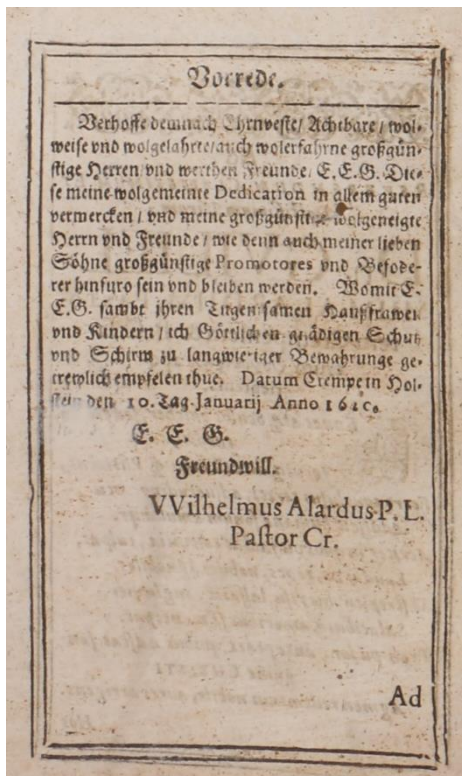 Vorrede.
Verhoffe demnach Ehrnveste/ Achtbare/ wol-
weise vnd wolgelahrte/ auch wolerfahrne großgün-
stige Herren vnd werthen Freunde/ E. E. G. Die-
se meine wolgemeinte Dedication in allem guten
vermercken / vnd meine großgünstige wolgeneigte
Herrn vnd Freunde / wie denn auch meiner lieben
Söhne großgünstige Promotores vnd Befode-
rer hinfuro sein vnd bleiben werden. Womit E.
E. G. sambt ihren Tugentsamen Haußfrawen
vnd Kindern / ich Göttlichen gnädigen Schutz
vnd Schirm zu langwieriger Bewahrunge ge-
trewlich empfelen thue. Datum Crempe in Hol-
stein den 10. Tag Januarij Anno
E. E. G.
Freundwill.
VVilhelmus Alardus P. L.
Pastor Cr.
Ad